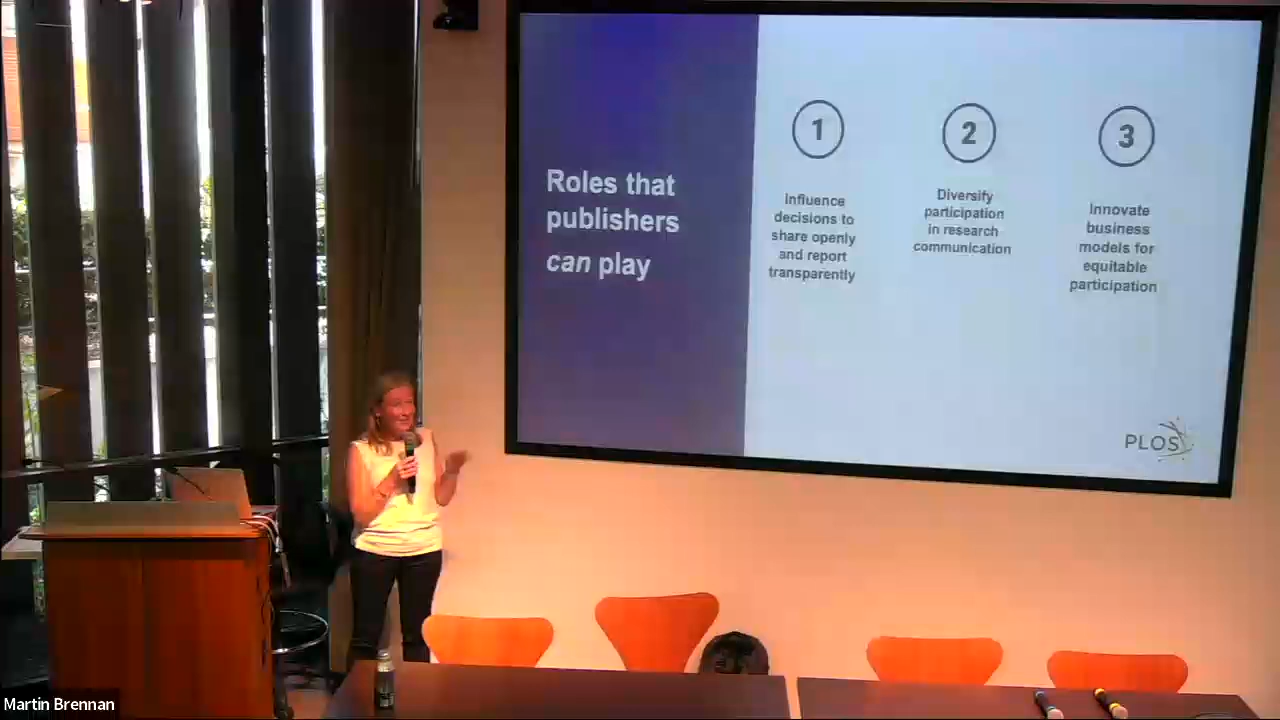 Roles that
publishers
can play
1
Influence
decisions to
share openly
and report
transparently
2
Diversify
participation
in research
communication
3
Innovate
business
models for
equitable
participation
PLOS
Martin Brennan